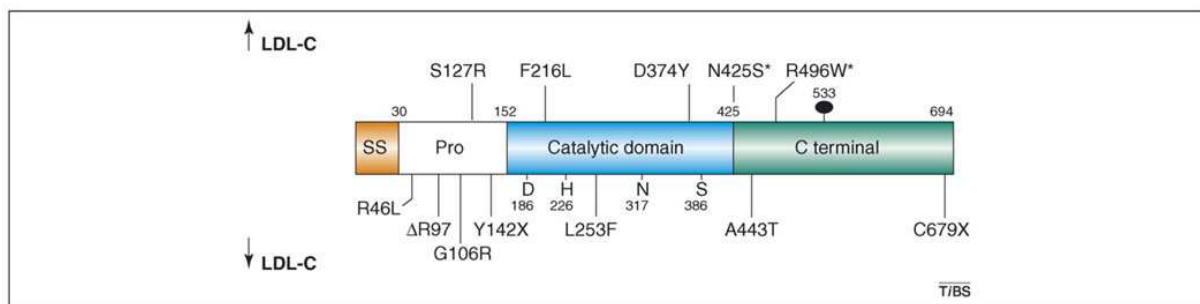 LDL-C
S127R F216L D374Y N425S* R496W*
533
30 152 425 694
SS Pro Catalytic domain C terminal
D H N S
186 226 317 386
R46L
ΔR97 Y142X L253F A443T C679X
G106R
LDL-C
T/BS